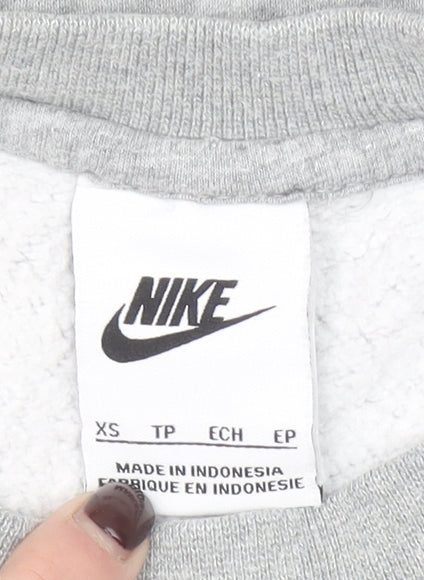 NIKE
XS TP ECH EP
MADE IN INDONESIA
FABRIQUE EN INDONESIE